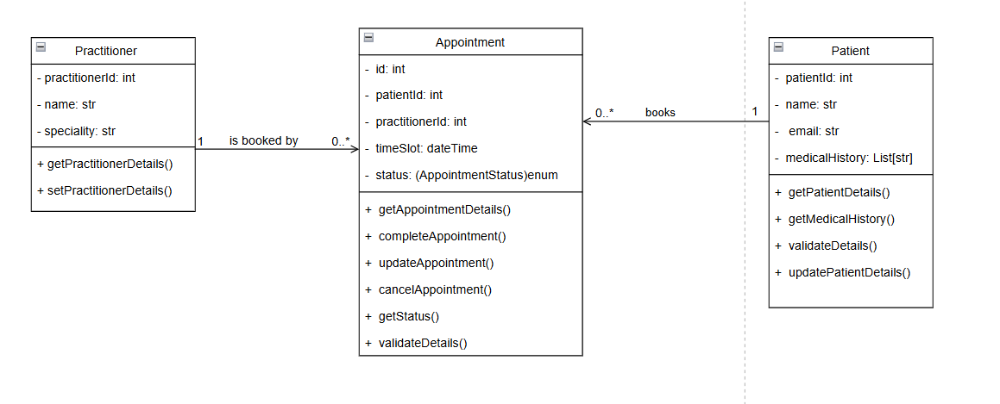 Practitioner
- practitionerId: int
- name: str
- speciality: str
+ getPractitionerDetails()
+ setPractitionerDetails()
1
is booked by
0..*
Appointment
- id: int
- patientId: int
- practitionerId: int
- timeSlot: dateTime
- status: (AppointmentStatus)enum
+ getAppointmentDetails()
+ completeAppointment()
+ updateAppointment()
+ cancelAppointment()
+ getStatus()
+ validateDetails()
0..*
books
1
Patient
- patientId: int
- name: str
- email: str
- medicalHistory: List[str]
+ getPatientDetails()
+ getMedicalHistory()
+ validateDetails()
+ updatePatientDetails()